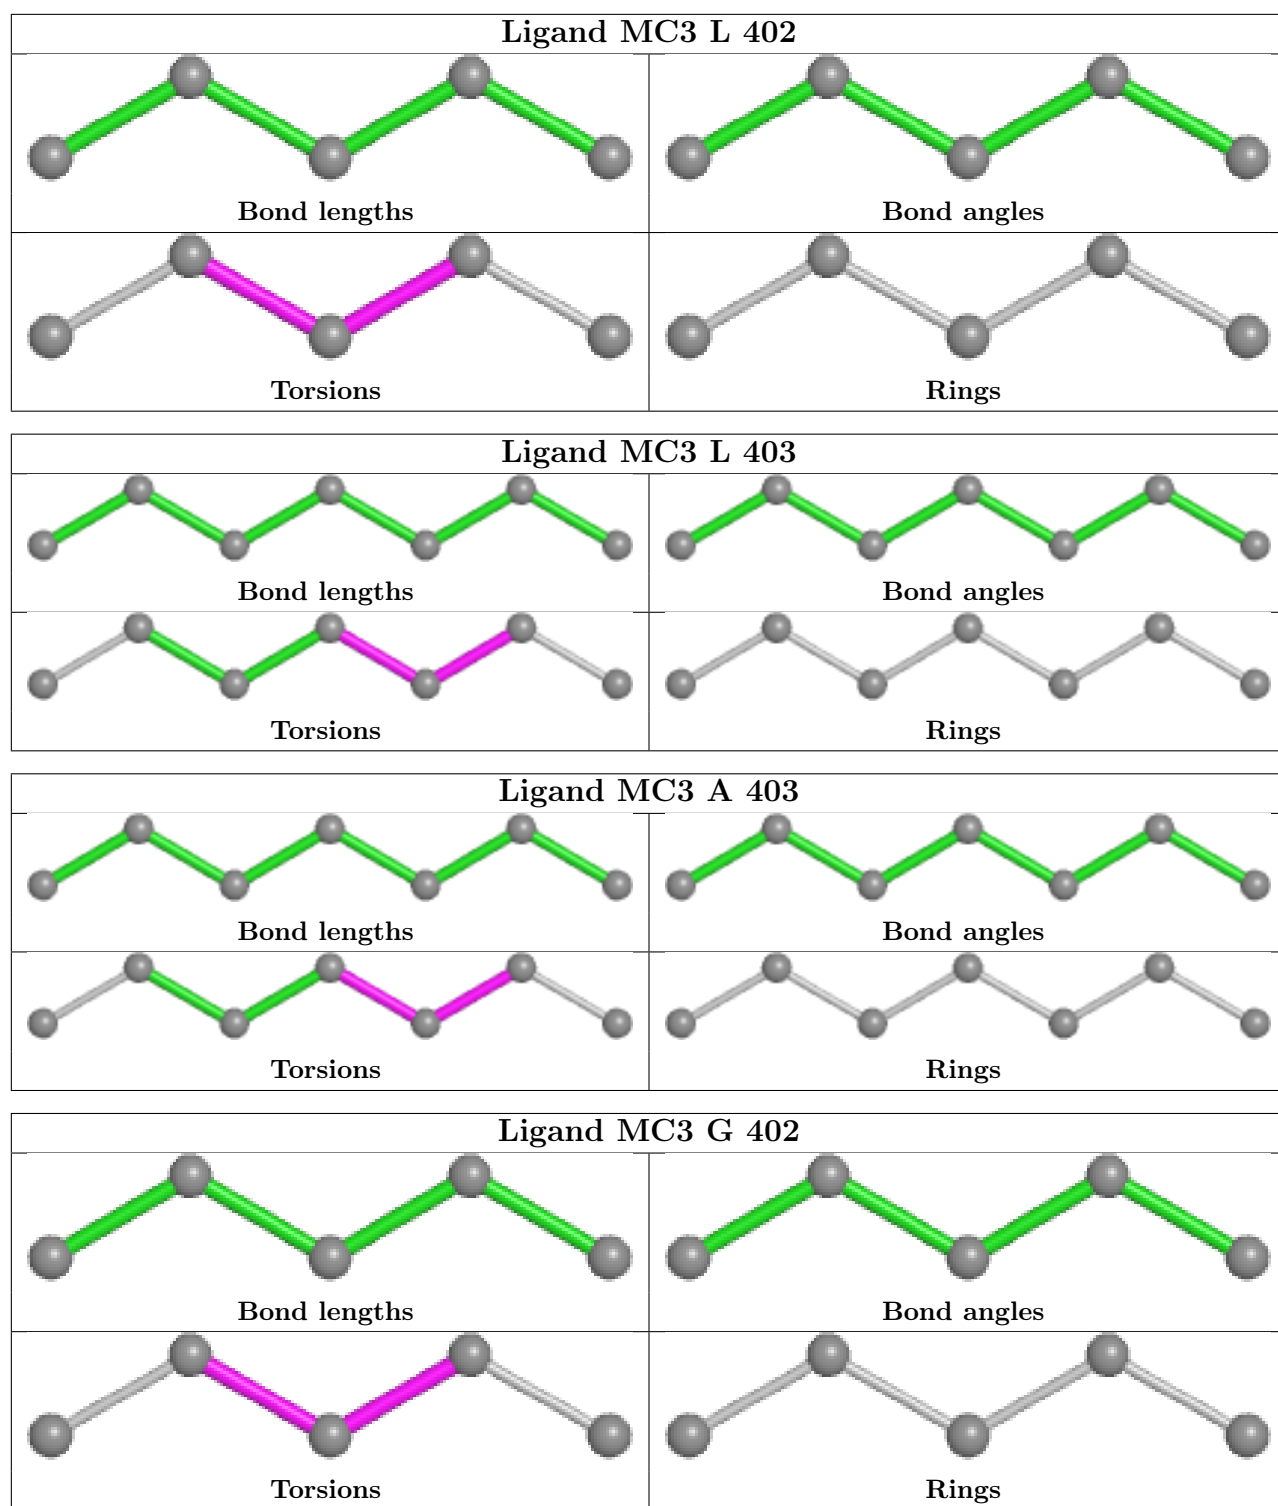 Ligand MC3 L 402
Bond lengths
Bond angles
Torsions
Rings
Ligand MC3 L 403
Bond lengths
Bond angles
Torsions
Rings
Ligand MC3 A 403
Bond lengths
Bond angles
Torsions
Rings
Ligand MC3 G 402
Bond lengths
Bond angles
Torsions
Rings